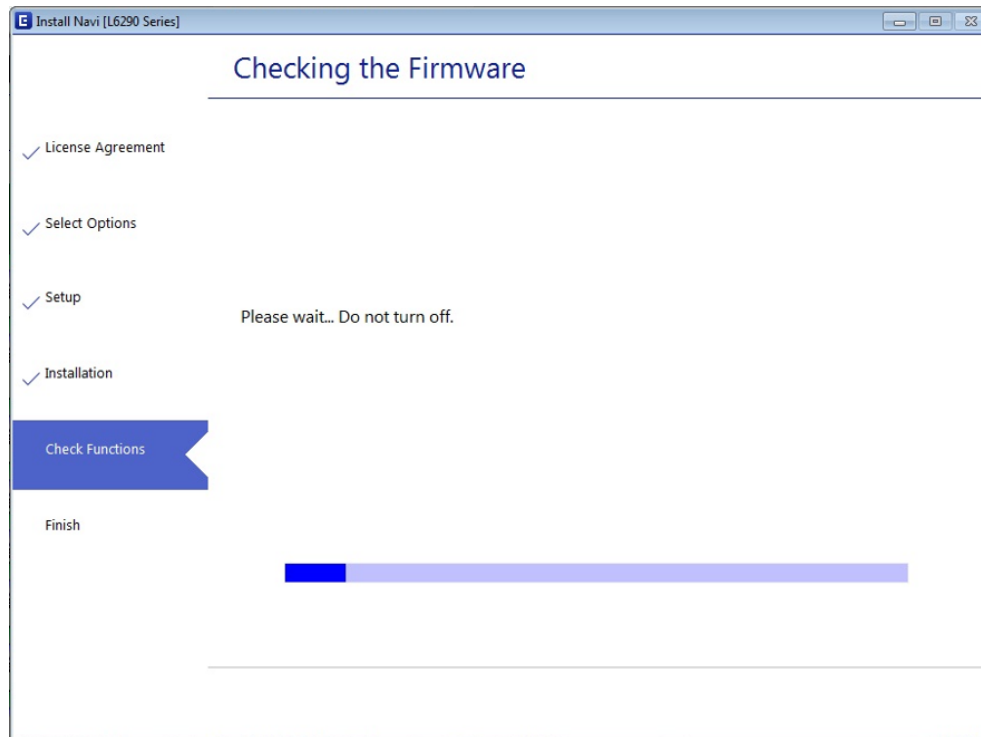 E Install Navi [L6290 Series]
Checking the Firmware
License Agreement
Select Options
Setup
Installation
Check Functions
Finish
Please wait... Do not turn off.